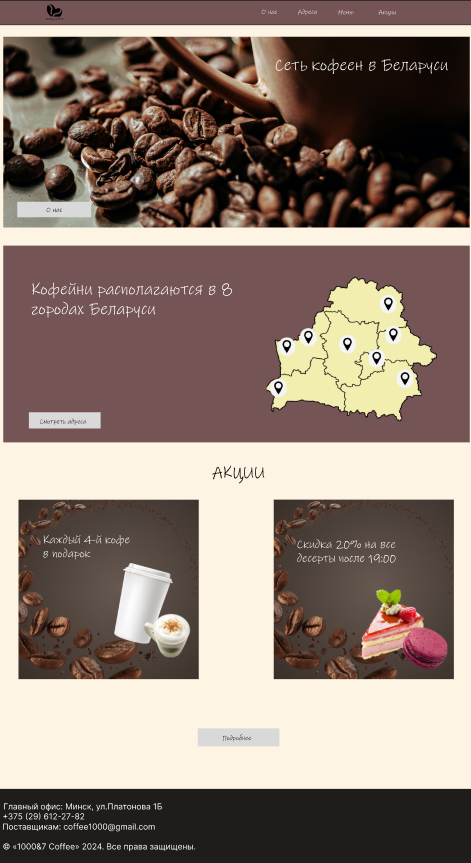 О нас Адреса Меню Акции
Сеть кофеен в Беларуси
О нас
Кофейни располагаются в 8
городах Беларуси
Смотреть адреса
АКЦИИ
Каждый 4-й кофе
в подарок
Скидка 20% на все
десерты после 19:00
Подробнее
Главный офис: Минск, ул.Платонова 1Б
+375 (29) 612-27-82
Поставщикам: coffee1000@gmail.com
© «1000&7 Coffee» 2024. Все права защищены.